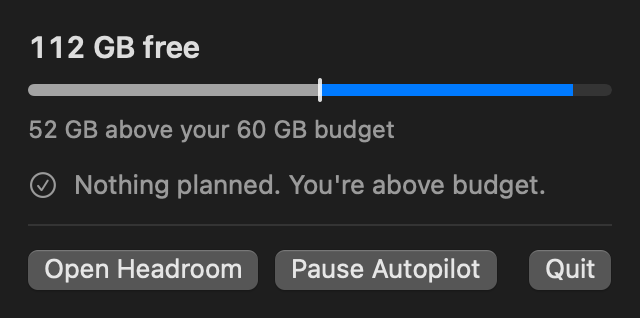 112 GB free
52 GB above your 60 GB budget
Nothing planned. You're above budget.
Open Headroom Pause Autopilot Quit